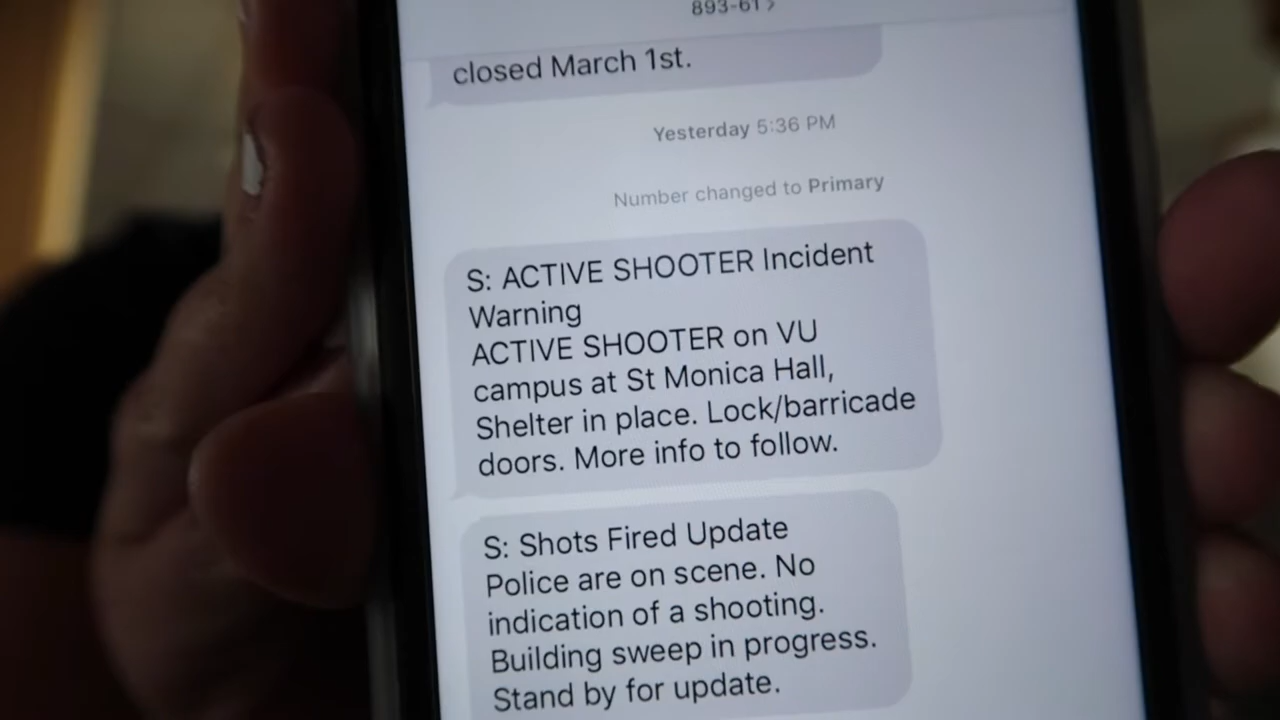 893-61 >
closed March 1st.
Yesterday 5:36 PM
Number changed to Primary
S: ACTIVE SHOOTER Incident
Warning
ACTIVE SHOOTER on VU
campus at St Monica Hall,
Shelter in place. Lock/barricade
doors. More info to follow.
S: Shots Fired Update
Police are on scene. No
indication of a shooting.
Building sweep in progress.
Stand by for update.